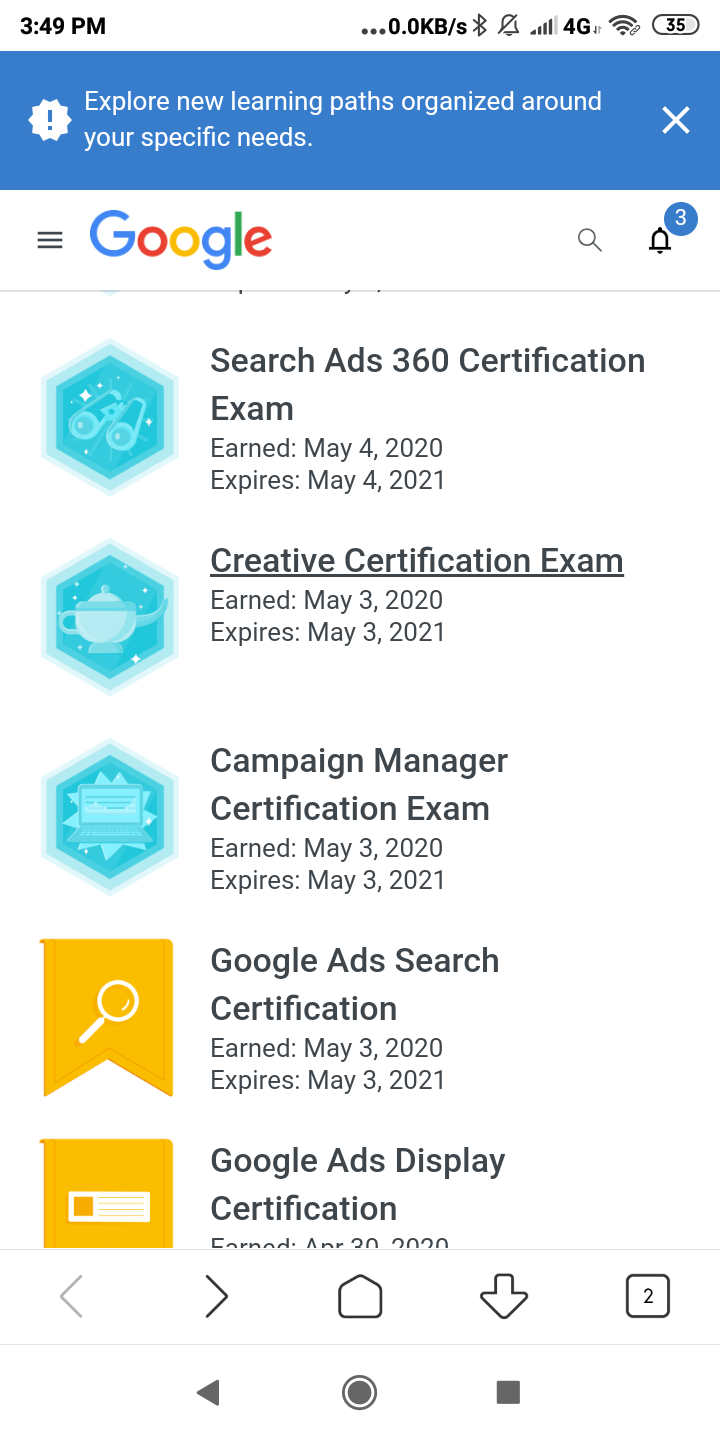 3:49 PM
...0.0KB/s 4G 35
Explore new learning paths organized around
your specific needs.
Google 3
Search Ads 360 Certification
Exam
Earned: May 4, 2020
Expires: May 4, 2021
Creative Certification Exam
Earned: May 3, 2020
Expires: May 3, 2021
Campaign Manager
Certification Exam
Earned: May 3, 2020
Expires: May 3, 2021
Google Ads Search
Certification
Earned: May 3, 2020
Expires: May 3, 2021
Google Ads Display
Certification
Earned: Apr 30, 2020
2